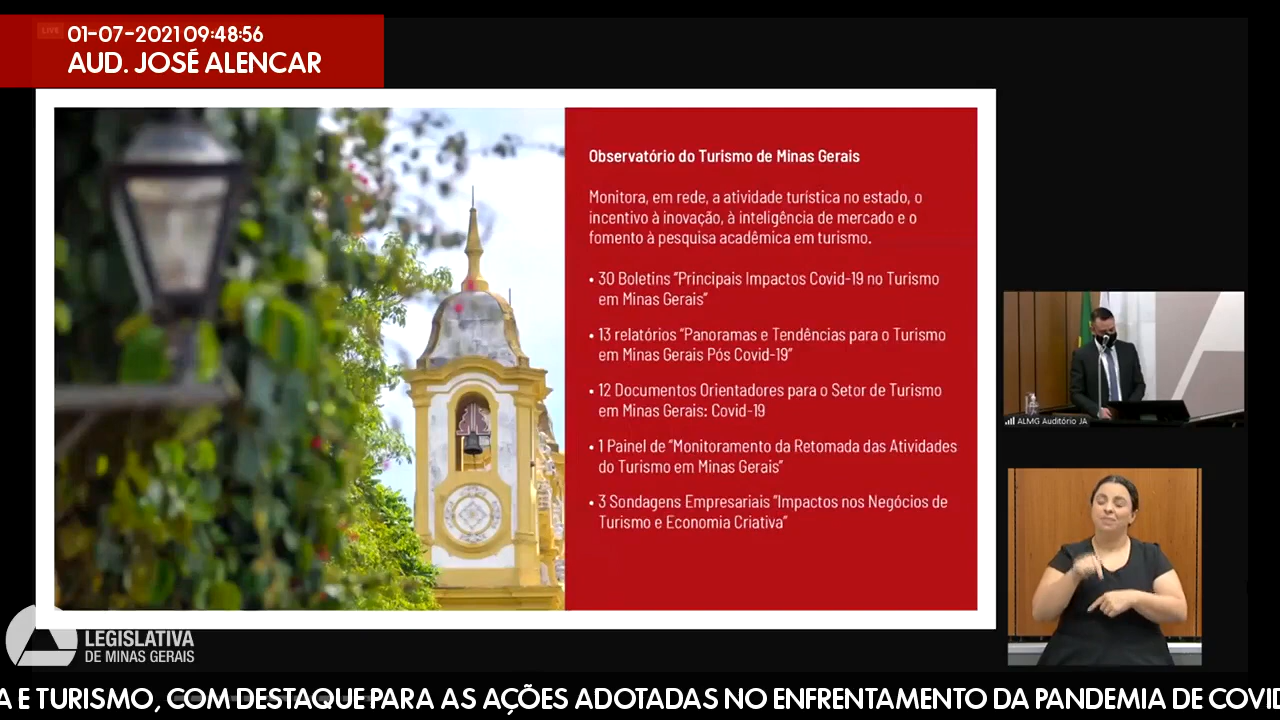 LIVE
01-07-2021 09:48:56
AUD. JOSÉ ALENCAR
Observatório do Turismo de Minas Gerais
Monitora, em rede, a atividade turística no estado, o
incentivo à inovação, à inteligência de mercado e o
fomento à pesquisa acadêmica em turismo.
• 30 Boletins "Principais Impactos Covid-19 no Turismo
em Minas Gerais"
• 13 relatórios "Panoramas e Tendências para o Turismo
em Minas Gerais Pós Covid-19"
• 12 Documentos Orientadores para o Setor de Turismo
em Minas Gerais: Covid-19
• 1 Painel de "Monitoramento da Retomada das Atividades
do Turismo em Minas Gerais"
• 3 Sondagens Empresariais "Impactos nos Negócios de
Turismo e Economia Criativa"
ALMG Auditório JA
LEGISLATIVA
DE MINAS GERAIS
A E TURISMO, COM DESTAQUE PARA AS AÇÕES ADOTADAS NO ENFRENTAMENTO DA PANDEMIA DE COVID